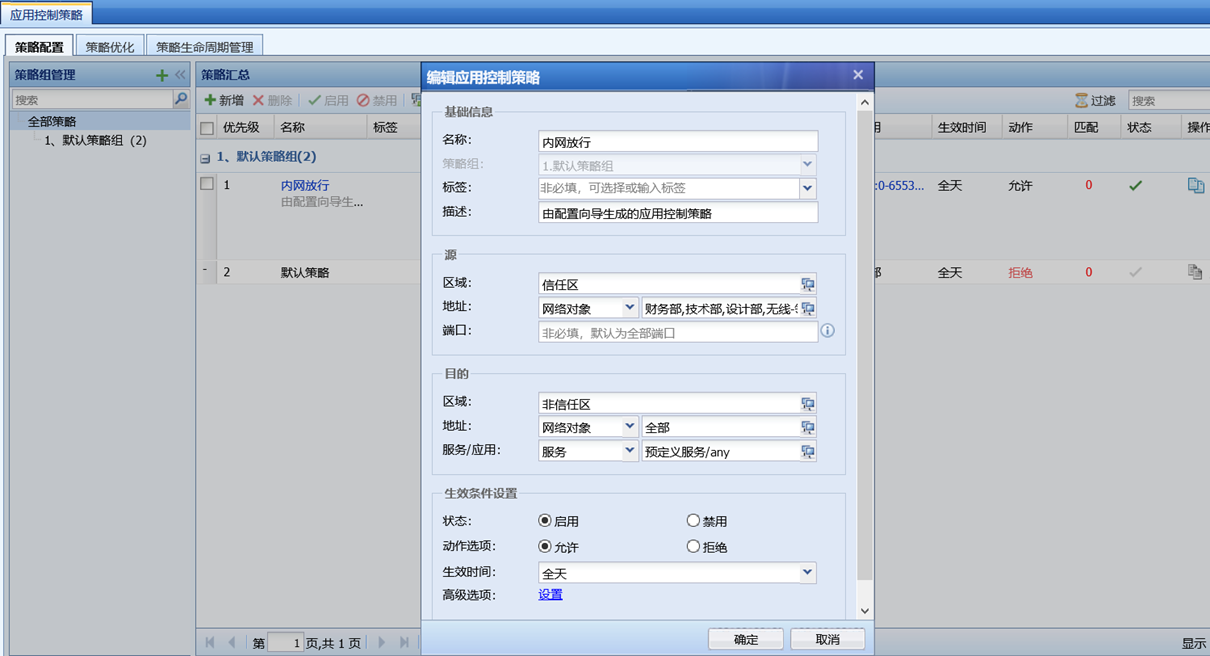 应用控制策略
策略配置 策略优化 策略生命周期管理
策略组管理
搜索
全部策略
1、默认策略组 (2)
策略汇总
新增 删除 启用 禁用 过滤 搜索
优先级 名称 标签 生效时间 动作 匹配 状态 操作
1、默认策略组(2)
1 内网放行 :0-6553... 全天 允许 0
由配置向导生...
2 默认策略 全天 拒绝 0
第 1 页,共 1 页
显示
编辑应用控制策略
基础信息
名称: 内网放行
策略组: 1.默认策略组
标签: 非必填，可选择或输入标签
描述: 由配置向导生成的应用控制策略
源
区域: 信任区
地址: 网络对象 财务部,技术部,设计部,无线-
端口: 非必填，默认为全部端口
目的
区域: 非信任区
地址: 网络对象 全部
服务/应用: 服务 预定义服务/any
生效条件设置
状态: 启用 禁用
动作选项: 允许 拒绝
生效时间: 全天
高级选项: 设置
确定 取消